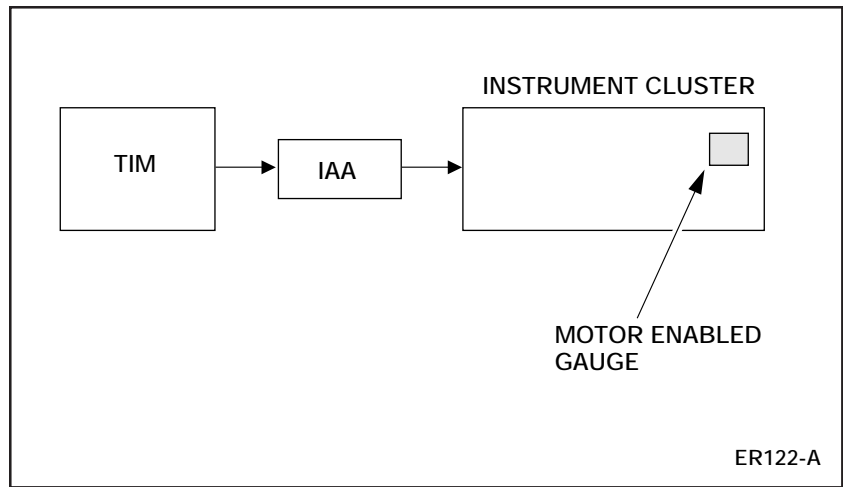 INSTRUMENT CLUSTER
TIM
IAA
MOTOR ENABLED
GAUGE
ER122-A